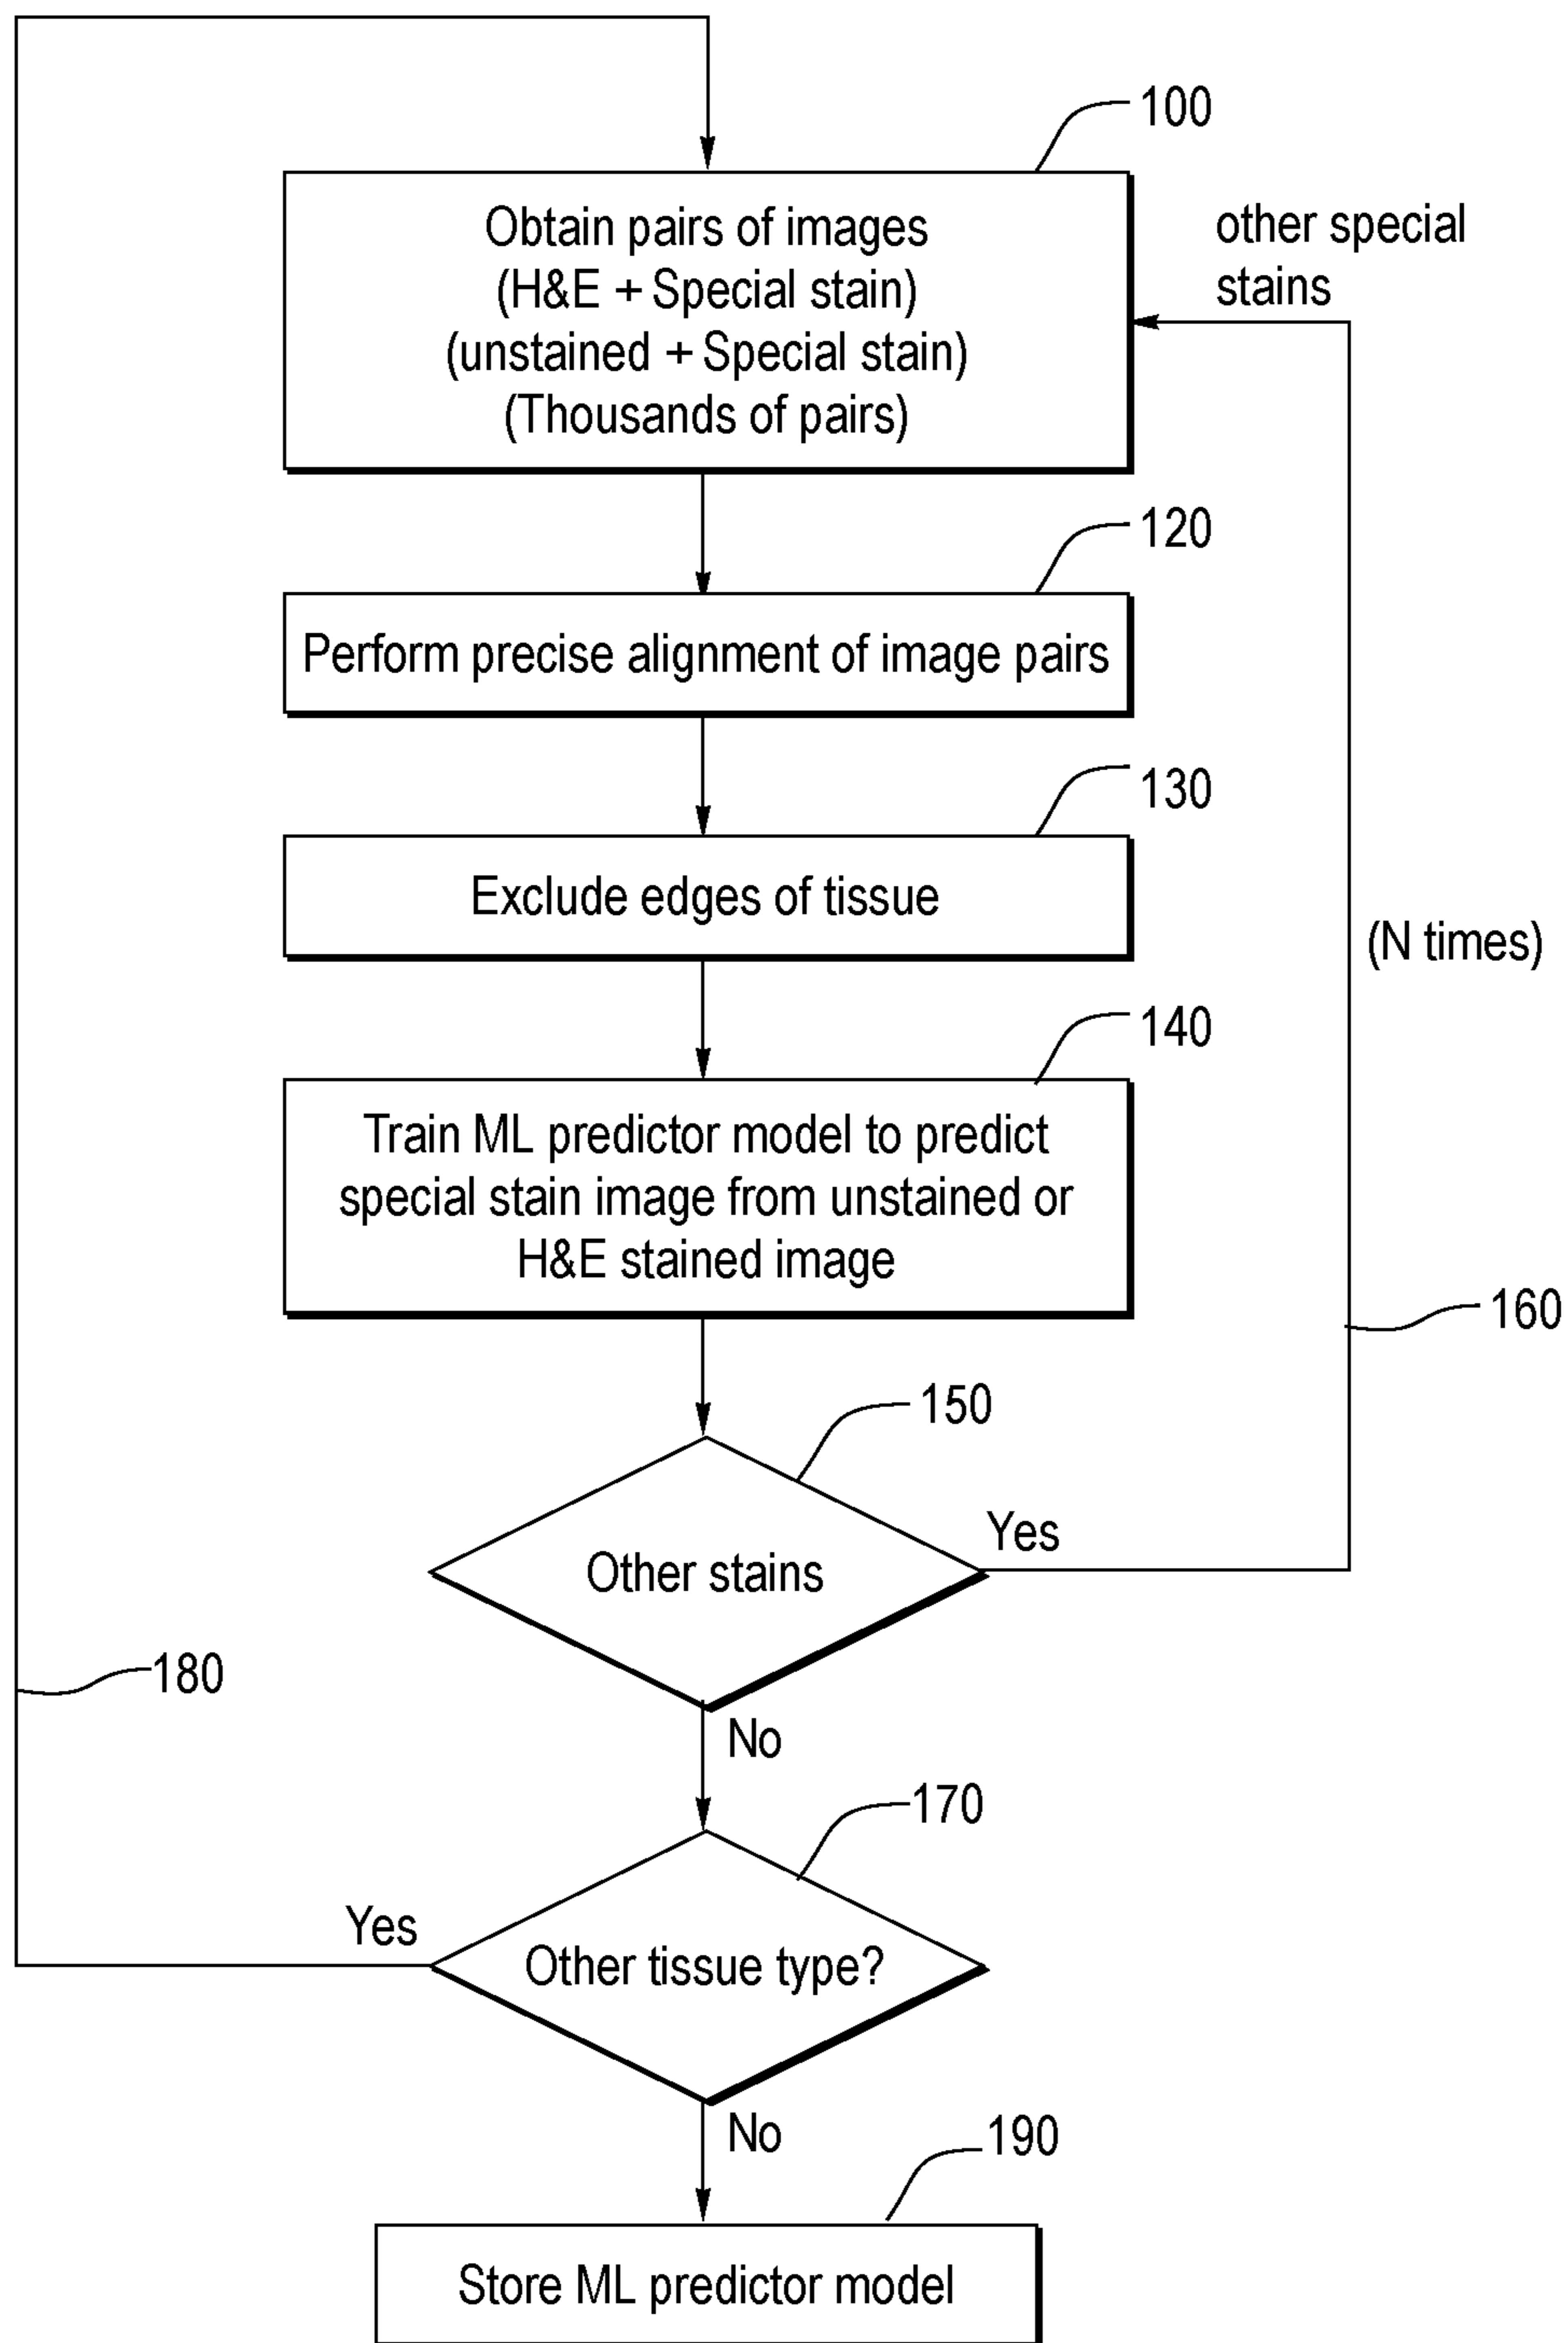 100
Obtain pairs of images
(H&E + Special stain)
(unstained + Special stain)
(Thousands of pairs)
other special
stains
120
Perform precise alignment of image pairs
130
Exclude edges of tissue
(N times)
140
Train ML predictor model to predict
special stain image from unstained or
H&E stained image
160
150
Other stains
Yes
180
No
170
Other tissue type?
Yes
No
190
Store ML predictor model